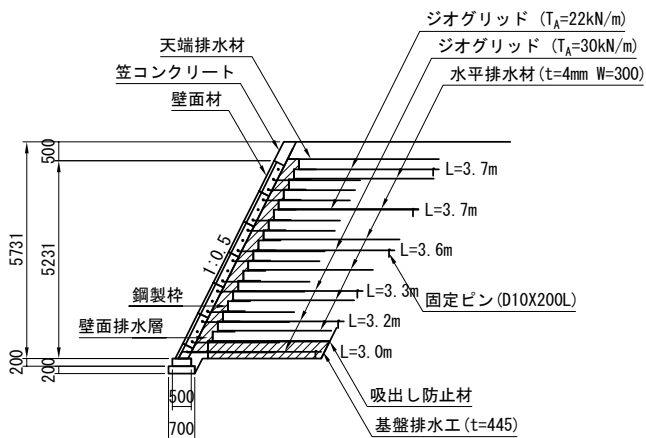 ジオグリッド (TA=22kN/m)
天端排水材
ジオグリッド (TA=30kN/m)
笠コンクリート
水平排水材(t=4mm W=300)
壁面材
500
L=3.7m
L=3.7m
5731
5231
1:0.5
L=3.6m
鋼製枠
L=3.3m
固定ピン(D10X200L)
壁面排水層
L=3.2m
L=3.0m
200
200
500
吸出し防止材
700
基盤排水工(t=445)